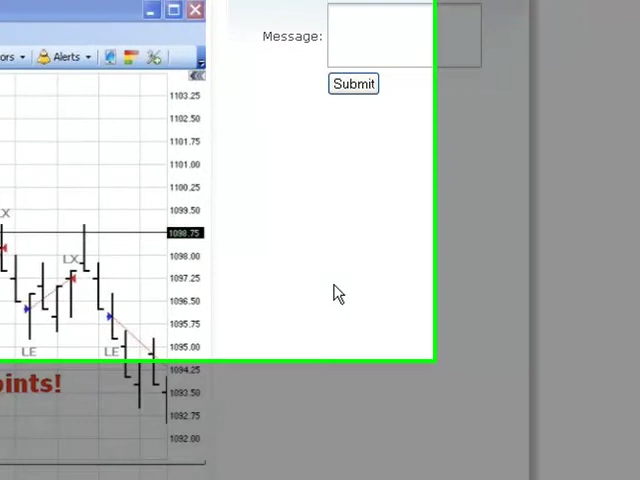 Message:
ors
Alerts
Submit
1103.25
1102.50
1101.75
1101.00
1100.25
1099.50
LX
1098.75
LX
1098.00
1097.25
1096.50
1095.75
LE
LE
1095.00
1094.25
oints!
1093.50
1092.75
1092.00